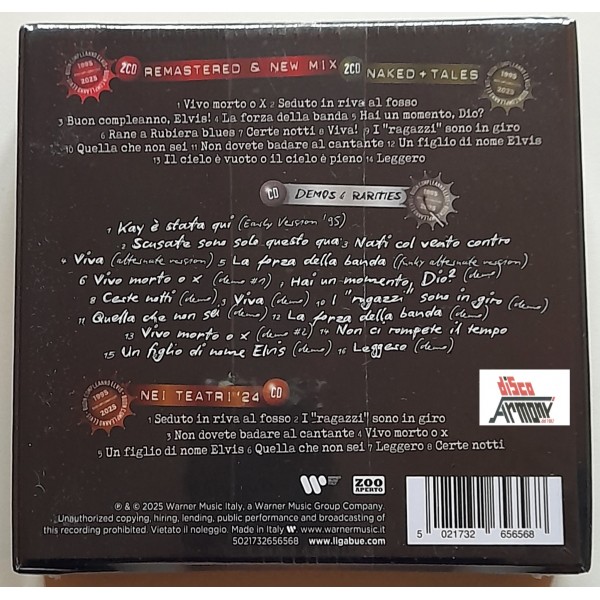 BUON COMPLEANNO ELVIS
1995 2025
2CD REMASTERED & NEW MIX 2CD NAKED + TALES
1995 2025
1 Vivo morto o X 2 Seduto in riva al fosso
3 Buon compleanno, Elvis! 4 La forza della banda 5 Hai un momento, Dio?
6 Rane a Rubiera blues 7 Certe notti 8 Viva! 9 I "ragazzi" sono in giro
10 Quella che non sei 11 Non dovete badare al cantante 12 Un figlio di nome Elvis
13 Il cielo è vuoto o il cielo è pieno 14 Leggero
CD DEMOS & RARITIES
1 Kay è stata qui (Early Version '95)
2 Scusate sono solo questo qua 3 Nati col vento contro
4 Viva (alternate version) 5 La forza della banda (funky alternate version)
6 Vivo morto o x (demo #1) 7 Hai un momento, Dio? (demo)
8 Certe notti (demo) 9 Viva (demo) 10 I "ragazzi" sono in giro (demo)
11 Quella che non sei (demo) 12 La forza della banda (demo)
13 Vivo morto o x (demo #2) 14 Non ci rompete il tempo
15 Un figlio di nome Elvis (demo) 16 Leggero (demo)
disco
ARMONY
1995 2025
NEI TEATRI '24 CD
1 Seduto in riva al fosso 2 I "ragazzi" sono in giro
3 Non dovete badare al cantante 4 Vivo morto o x
5 Un figlio di nome Elvis 6 Quella che non sei 7 Leggero 8 Certe notti
ZOO
APERTO
℗ & © 2025 Warner Music Italy, a Warner Music Group Company.
Unauthorized copying, hiring, lending, public performance and broadcasting of
this recording prohibited. Vietato il noleggio. Made in Italy www.warnermusic.it
5021732656568 www.ligabue.com
5 021732 656568